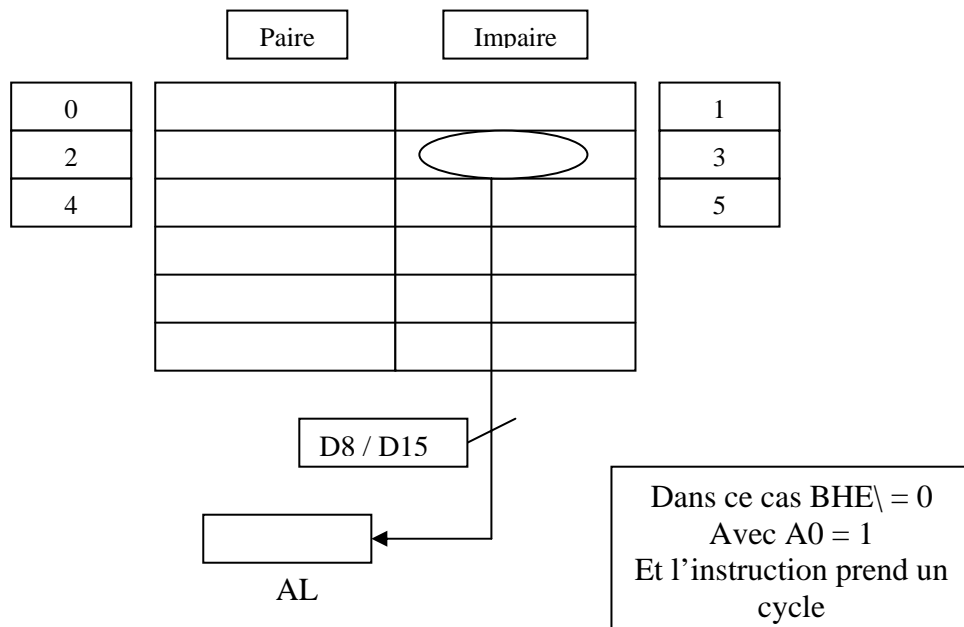 Paire
Impaire
0
1
2
3
4
5
D8 / D15
Dans ce cas BHE\ = 0
Avec A0 = 1
Et l'instruction prend un
cycle
AL